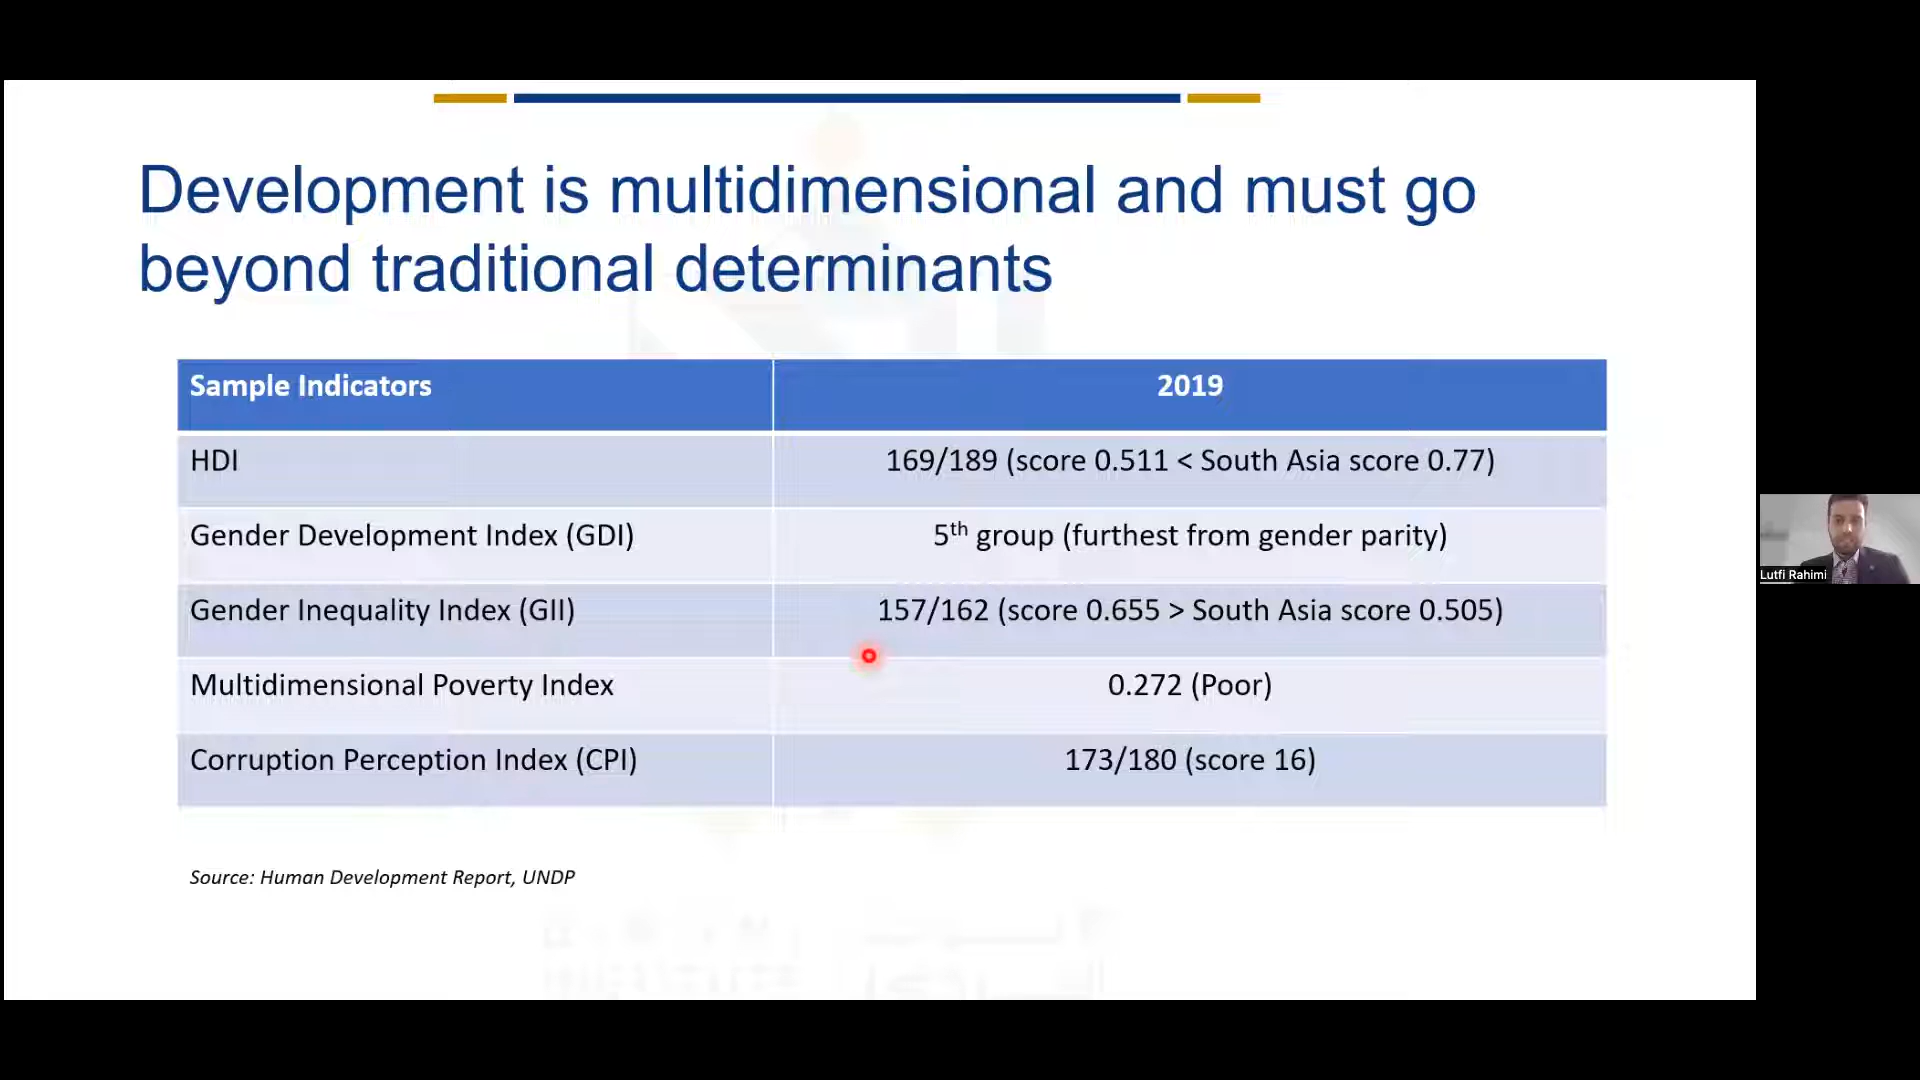 Development is multidimensional and must go
beyond traditional determinants
Sample Indicators 2019
HDI 169/189 (score 0.511 < South Asia score 0.77)
Gender Development Index (GDI) 5th group (furthest from gender parity)
Gender Inequality Index (GII) 157/162 (score 0.655 > South Asia score 0.505)
Multidimensional Poverty Index 0.272 (Poor)
Corruption Perception Index (CPI) 173/180 (score 16)
Source: Human Development Report, UNDP
Lutfi Rahimi